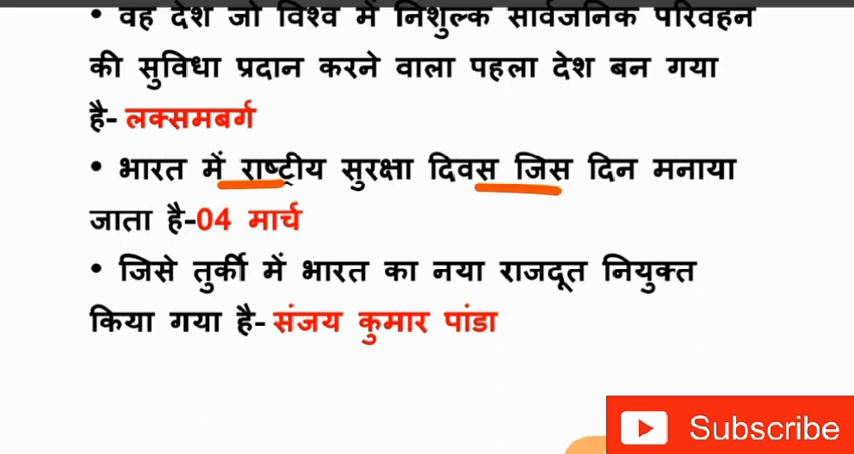 • वह देश जो विश्व में निशुल्क सार्वजनिक परिवहन
की सुविधा प्रदान करने वाला पहला देश बन गया
है- लक्समबर्ग
• भारत में राष्ट्रीय सुरक्षा दिवस जिस दिन मनाया
जाता है-04 मार्च
• जिसे तुर्की में भारत का नया राजदूत नियुक्त
किया गया है- संजय कुमार पांडा
Subscribe